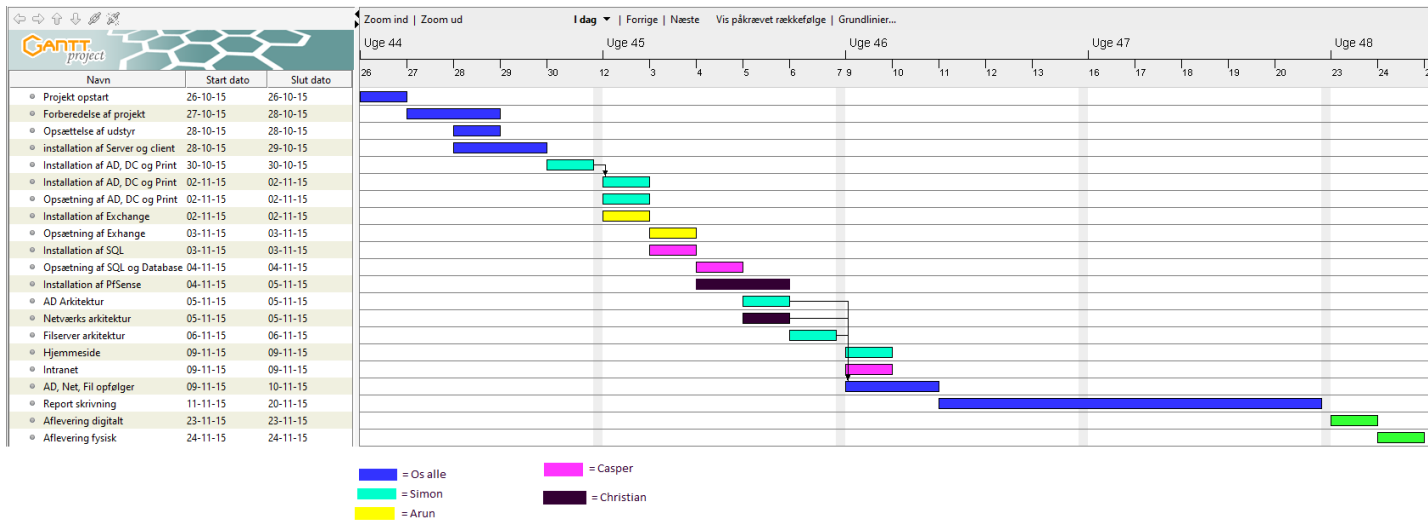 Zoom ind | Zoom ud I dag | Forrige | Næste Vis påkrævet rækkefølge | Grundlinier...
GANTT project
Uge 44 Uge 45 Uge 46 Uge 47 Uge 48
Navn Start dato Slut dato
26 27 28 29 30 12 3 4 5 6 7 9 10 11 12 13 16 17 18 19 20 23 24
Projekt opstart 26-10-15 26-10-15
Forberedelse af projekt 27-10-15 28-10-15
Opsættelse af udstyr 28-10-15 28-10-15
installation af Server og client 28-10-15 29-10-15
Installation af AD, DC og Print 30-10-15 30-10-15
Installation af AD, DC og Print 02-11-15 02-11-15
Opsætning af AD, DC og Print 02-11-15 02-11-15
Installation af Exchange 02-11-15 02-11-15
Opsætning af Exhange 03-11-15 03-11-15
Installation af SQL 03-11-15 03-11-15
Opsætning af SQL og Database 04-11-15 04-11-15
Installation af PfSense 04-11-15 05-11-15
AD Arkitektur 05-11-15 05-11-15
Netværks arkitektur 05-11-15 05-11-15
Filserver arkitektur 06-11-15 06-11-15
Hjemmeside 09-11-15 09-11-15
Intranet 09-11-15 09-11-15
AD, Net, Fil opfølger 09-11-15 10-11-15
Report skrivning 11-11-15 20-11-15
Aflevering digitalt 23-11-15 23-11-15
Aflevering fysisk 24-11-15 24-11-15
= Os alle = Casper
= Simon = Christian
= Arun